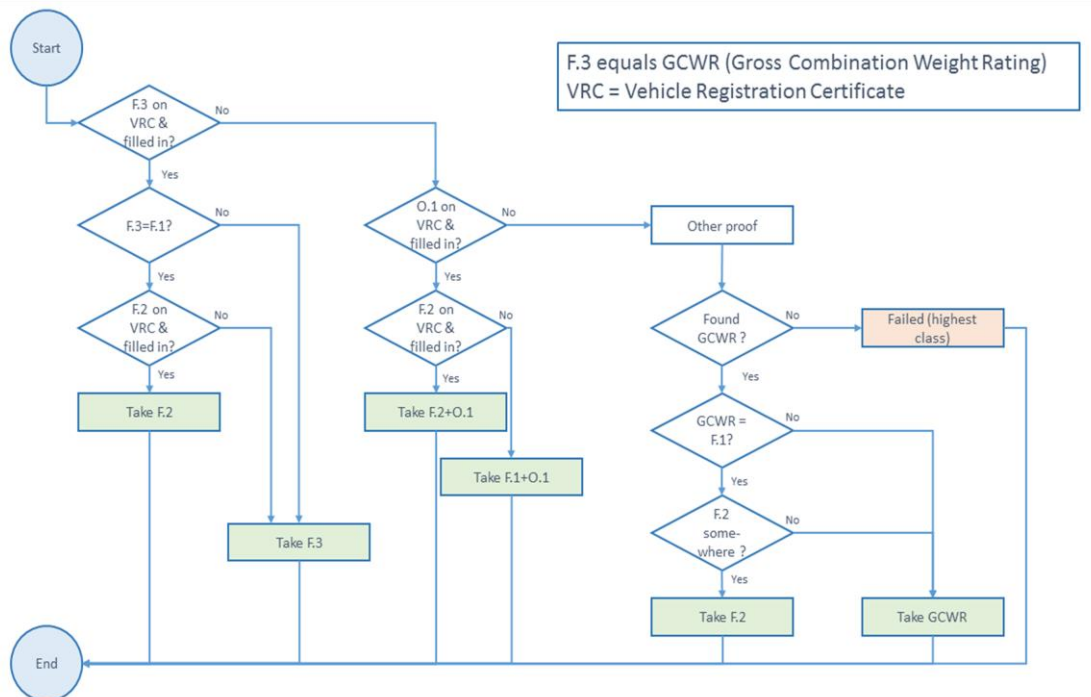 Start
F.3 equals GCWR (Gross Combination Weight Rating)
VRC = Vehicle Registration Certificate
F.3 on
VRC &
filled in?
No
Yes
F.3=F.1?
No
Yes
F.2 on
VRC &
filled in?
No
Yes
Take F.2
Take F.3
O.1 on
VRC &
filled in?
No
Yes
F.2 on
VRC &
filled in?
No
Yes
Take F.2+O.1
Take F.1+O.1
Other proof
Found
GCWR ?
No
Failed (highest
class)
Yes
GCWR =
F.1?
No
Yes
F.2
some-
where ?
No
Yes
Take F.2
Take GCWR
End